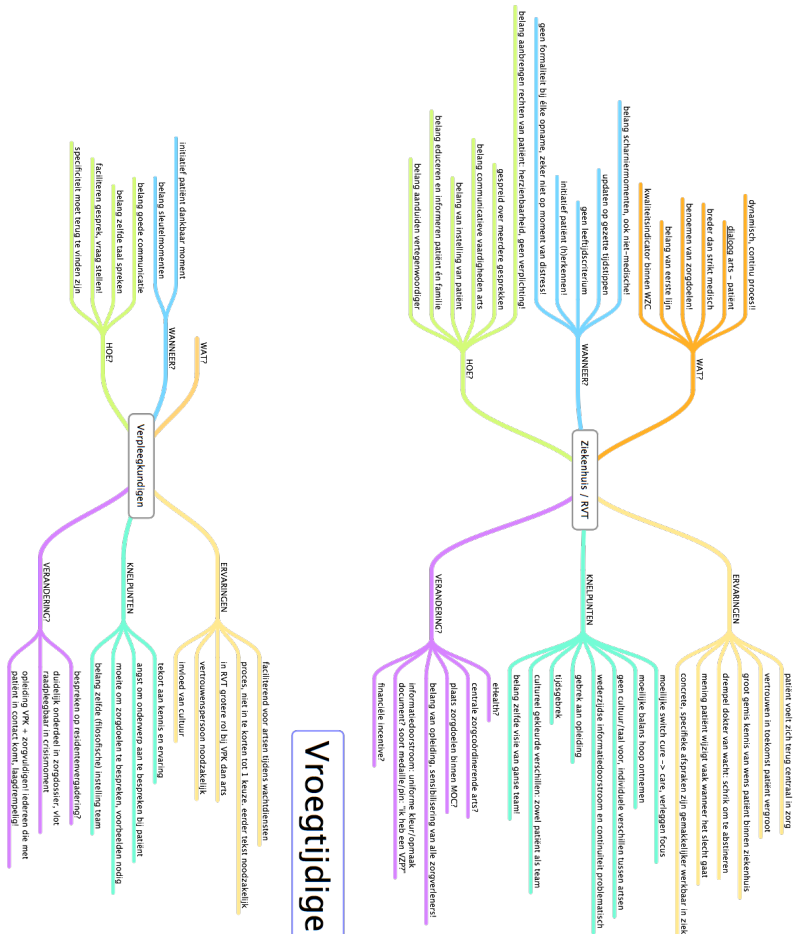 dynamisch, continu proces!!
dialoog arts - patiënt
breder dan strikt medisch
benoemen van zorgdoelen!
belang van eerste lijn
kwaliteitsindicator binnen WZC
WAT?
belang scharniermomenten, ook niet-medische!
updaten op gezette tijdstippen
geen leeftijdscriterium
initiatief patiënt (h)erkennen!
geen formaliteit bij élke opname, zeker niet op moment van distress!
WANNEER?
belang aanbrengen rechten van patiënt: herzienbaarheid, geen verplichting!
gespreid over meerdere gesprekken
belang communicatieve vaardigheden arts
belang van instelling van patiënt
belang educeren en informeren patiënt én familie
belang aanduiden vertegenwoordiger
HOE?
Ziekenhuis / RVT
ERVARINGEN
patiënt voelt zich terug centraal in zorg
vertrouwen in toekomst patiënt vergroot
groot gemis kennis van wens patiënt binnen ziekenhuis
drempel dokter van wacht: schrik om te abstineren
mening patiënt wijzigt vaak wanneer het slecht gaat
concrete, specifieke afspraken zijn gemakkelijker werkbaar in ziek
KNELPUNTEN
moeilijke switch cure -> care, verleggen focus
moeilijke balans hoop ontnemen
geen cultuur/taal voor, individuele verschillen tussen artsen
wederzijdse informatiedoorstroom en continuïteit problematisch
gebrek aan opleiding
tijdsgebrek
cultureel gekleurde verschillen: zowel patiënt als team
belang zelfde visie van ganse team!
VERANDERING?
eHealth?
centrale zorgcoördinerende arts?
plaats zorgdoelen binnen MOC?
belang van opleiding, sensibilisering van alle zorgverleners!
informatiedoorstroom: uniforme kleur/opmaak
document? soort medaille/pin: "ik heb een VZP?"
financiële incentive?
Vroegtijdige
WAT?
initiatief patiënt dankbaar moment
belang sleutelmomenten
WANNEER?
belang goede communicatie
belang zelfde taal spreken
faciliteren gesprek, vraag stellen!
specificiteit moet terug te vinden zijn
HOE?
Verpleegkundigen
ERVARINGEN
faciliterend voor artsen tijdens wachtdiensten
proces, niet in te korten tot 1 keuze, eerder tekst noodzakelijk
in RVT grotere rol bij VPK dan arts
vertrouwenspersoon noodzakelijk
invloed van cultuur
KNELPUNTEN
tekort aan kennis en ervaring
angst om onderwerp aan te bespreken bij patiënt
moeite om zorgdoelen te bespreken, voorbeelden nodig
belang zelfde (filosofische) instelling team
VERANDERING?
bespreken op residentenvergadering?
duidelijk onderdeel in zorgdossier, vlot
raadpleegbaar in crisismoment
opleiding VPK + zorgvuldigen! iedereen die met
patiënt in contact komt, laagdrempelig!